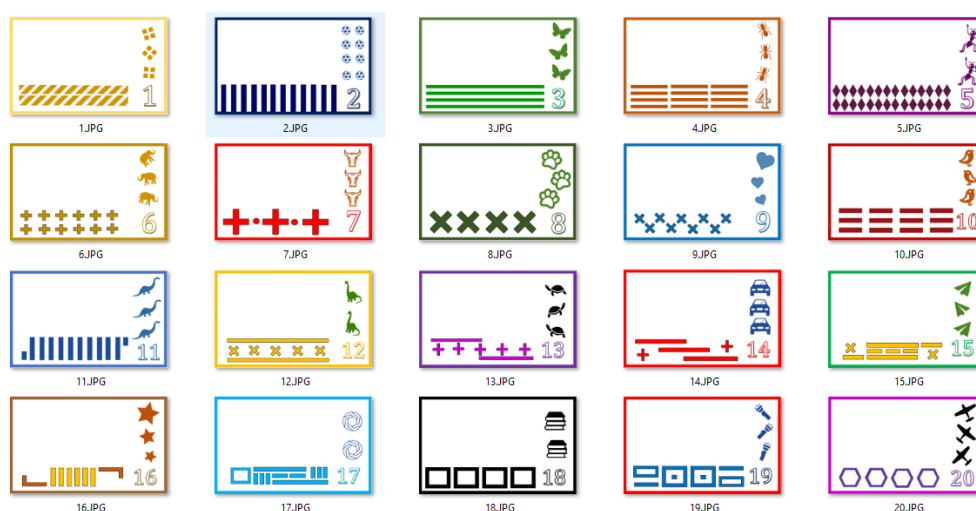 1 2 3 4 5
1.JPG 2.JPG 3.JPG 4.JPG 5.JPG
6 7 8 9 10
6.JPG 7.JPG 8.JPG 9.JPG 10.JPG
11 12 13 14 15
11.JPG 12.JPG 13.JPG 14.JPG 15.JPG
16 17 18 19 20
16.JPG 17.JPG 18.JPG 19.JPG 20.JPG